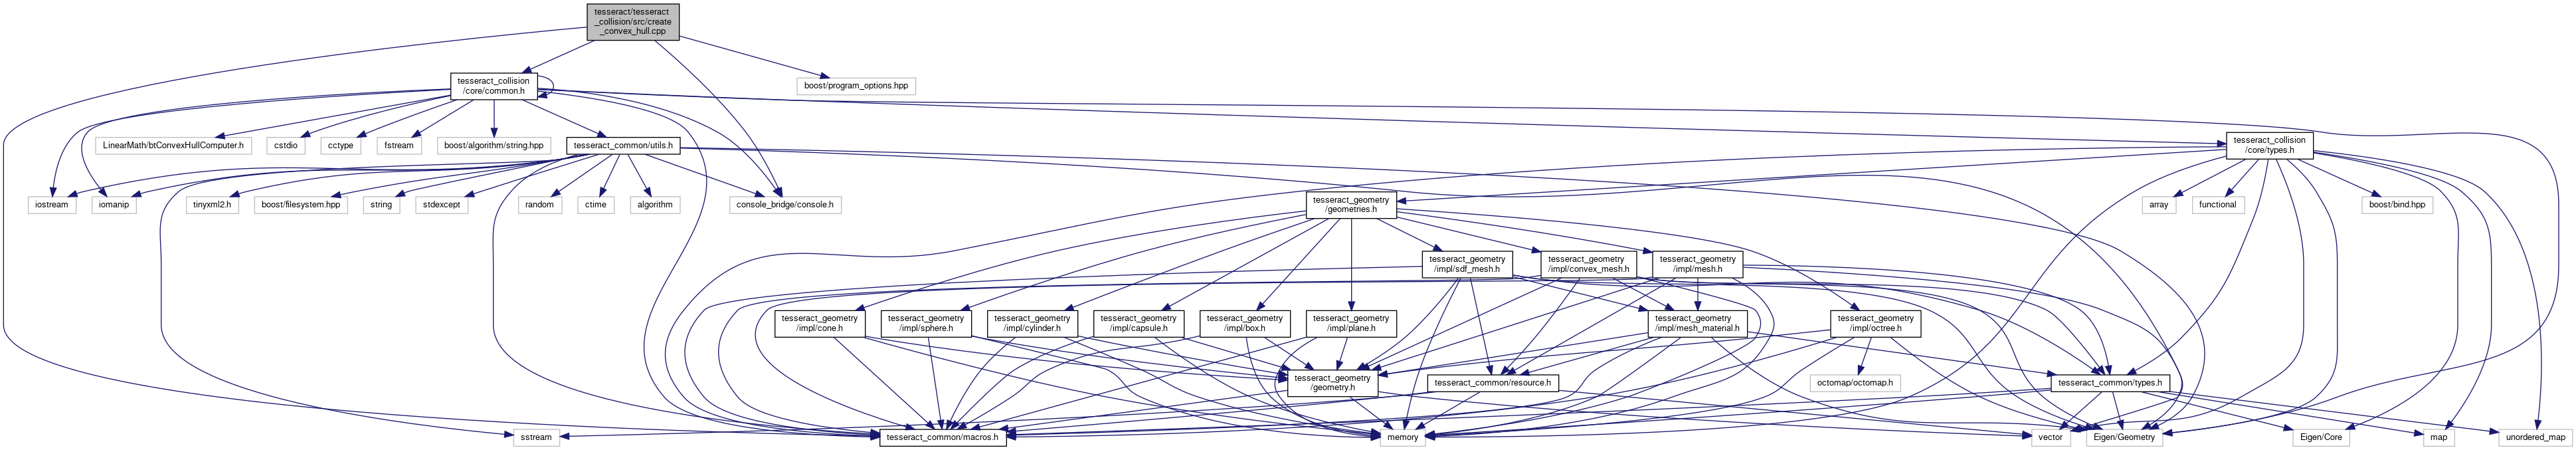 tesseract/tesseract
_collision/src/create
_convex_hull.cpp
tesseract_collision
/core/common.h
boost/program_options.hpp
LinearMath/btConvexHullComputer.h
cstdio
cctype
fstream
boost/algorithm/string.hpp
tesseract_common/utils.h
tesseract_collision
/core/types.h
iostream
iomanip
tinyxml2.h
boost/filesystem.hpp
string
stdexcept
random
ctime
algorithm
console_bridge/console.h
tesseract_geometry
/geometries.h
array
functional
boost/bind.hpp
tesseract_geometry
/impl/sdf_mesh.h
tesseract_geometry
/impl/convex_mesh.h
tesseract_geometry
/impl/mesh.h
tesseract_geometry
/impl/cone.h
tesseract_geometry
/impl/sphere.h
tesseract_geometry
/impl/cylinder.h
tesseract_geometry
/impl/capsule.h
tesseract_geometry
/impl/box.h
tesseract_geometry
/impl/plane.h
tesseract_geometry
/impl/mesh_material.h
tesseract_geometry
/impl/octree.h
tesseract_geometry
/geometry.h
tesseract_common/resource.h
octomap/octomap.h
tesseract_common/types.h
sstream
tesseract_common/macros.h
memory
vector
Eigen/Geometry
Eigen/Core
map
unordered_map